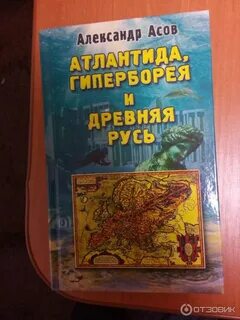 Александр Асов
АТЛАНТИДА,
ГИПЕРБОРЕЯ
И
ДРЕВНЯЯ
РУСЬ
ОТЗОВИК